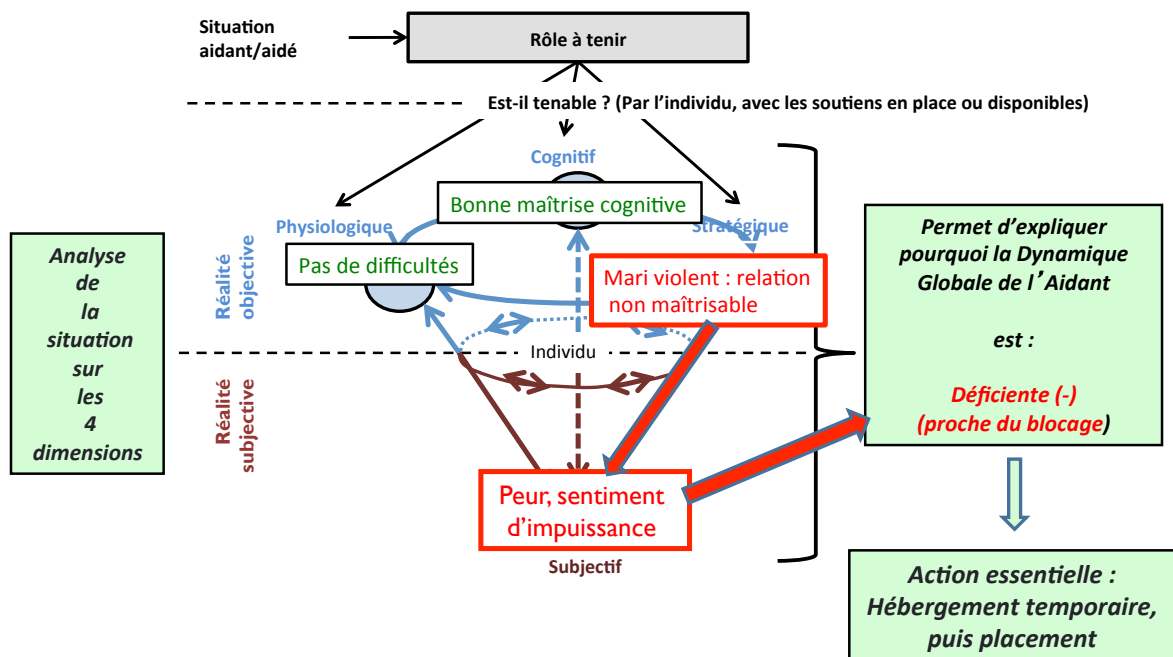 Situation
aidant/aidé
Rôle à tenir
Est-il tenable ? (Par l’individu, avec les soutiens en place ou disponibles)
Cognitif
Bonne maîtrise cognitive
Physiologique
Stratégique
Pas de difficultés
Mari violent : relation
non maîtrisable
Réalité
objective
Individu
Réalité
subjective
Peur, sentiment
d’impuissance
Subjectif
Analyse
de
la
situation
sur
les
4
dimensions
Permet d’expliquer
pourquoi la Dynamique
Globale de l’Aidant
est :
Déficiente (-)
(proche du blocage)
Action essentielle :
Hébergement temporaire,
puis placement